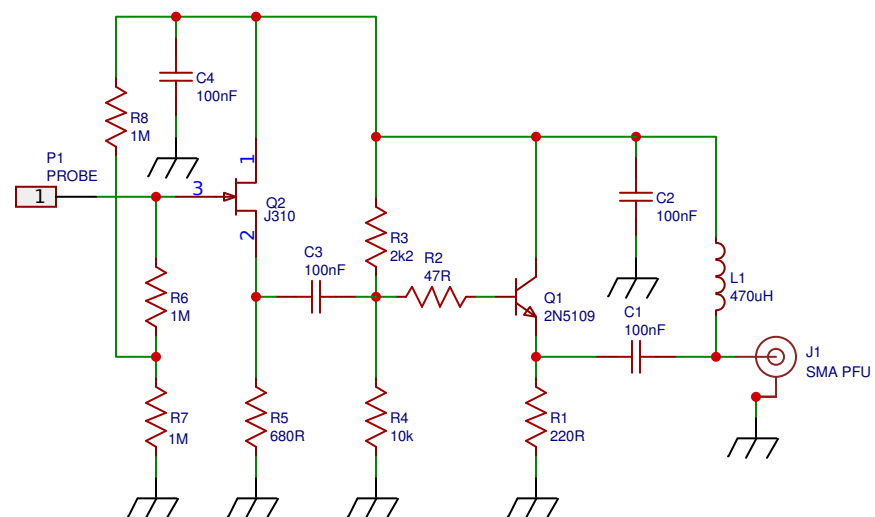 C4
100nF
R8
1M
P1
PROBE
1
3
1
Q2
J310
2
R3
2k2
R2
47R
C3
100nF
C2
100nF
L1
470uH
R6
1M
Q1
2N5109
C1
100nF
J1
SMA PFU
R7
1M
R5
680R
R4
10k
R1
220R